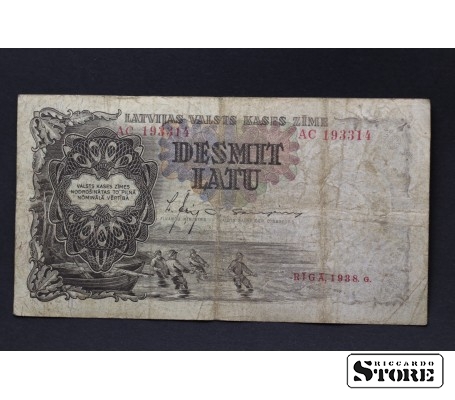 LATVIJAS VALSTS KASES ZĪME
AC 193314 AC 193314
DESMIT
LATU
VALSTS KASES ZĪMES
NODROŠINĀTAS TO PILNĀ
NOMINĀLĀ VĒRTĪBĀ
RĪGĀ, 1938. G.
RICCARDO
STORE